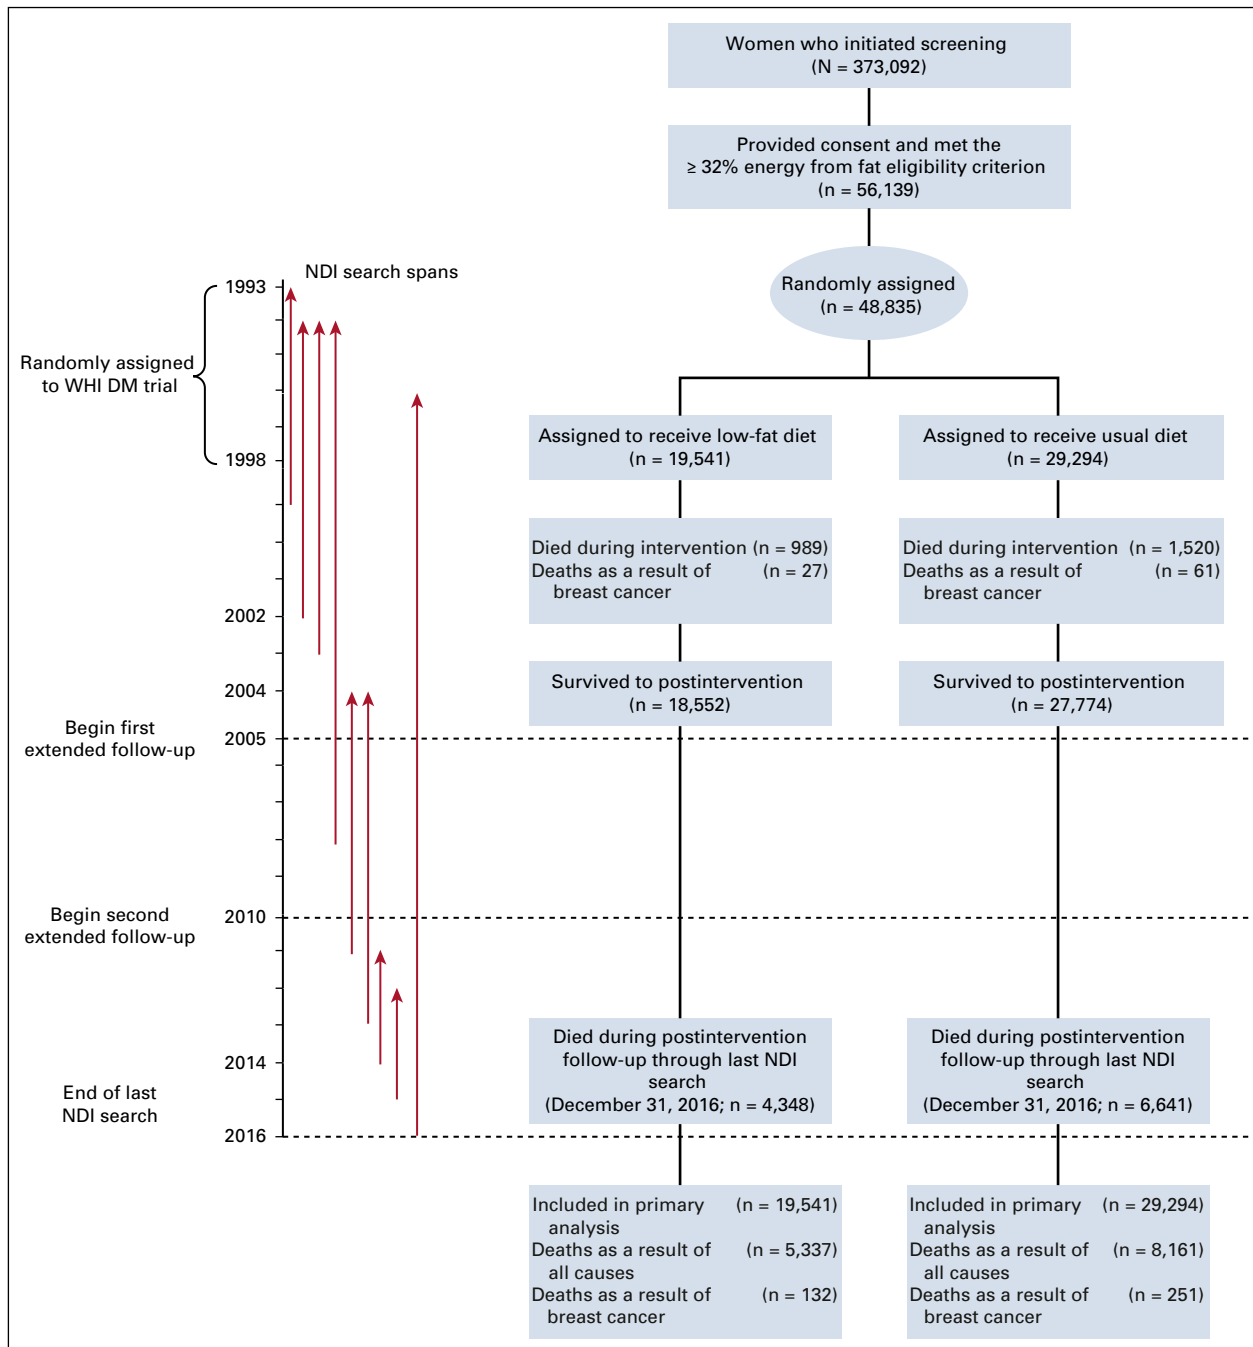 Women who initiated screening
(N = 373,092)
Provided consent and met the
≥ 32% energy from fat eligibility criterion
(n = 56,139)
Randomly assigned
(n = 48,835)
NDI search spans
1993
Randomly assigned
to WHI DM trial
1998
2002
2004
Begin first
extended follow-up
2005
Begin second
extended follow-up
2010
2014
End of last
NDI search
2016
Assigned to receive low-fat diet
(n = 19,541)
Assigned to receive usual diet
(n = 29,294)
Died during intervention (n = 989)
Deaths as a result of (n = 27)
breast cancer
Died during intervention (n = 1,520)
Deaths as a result of (n = 61)
breast cancer
Survived to postintervention
(n = 18,552)
Survived to postintervention
(n = 27,774)
Died during postintervention
follow-up through last NDI
search
(December 31, 2016; n = 4,348)
Died during postintervention
follow-up through last NDI
search
(December 31, 2016; n = 6,641)
Included in primary (n = 19,541)
analysis
Deaths as a result of (n = 5,337)
all causes
Deaths as a result of (n = 132)
breast cancer
Included in primary (n = 29,294)
analysis
Deaths as a result of (n = 8,161)
all causes
Deaths as a result of (n = 251)
breast cancer